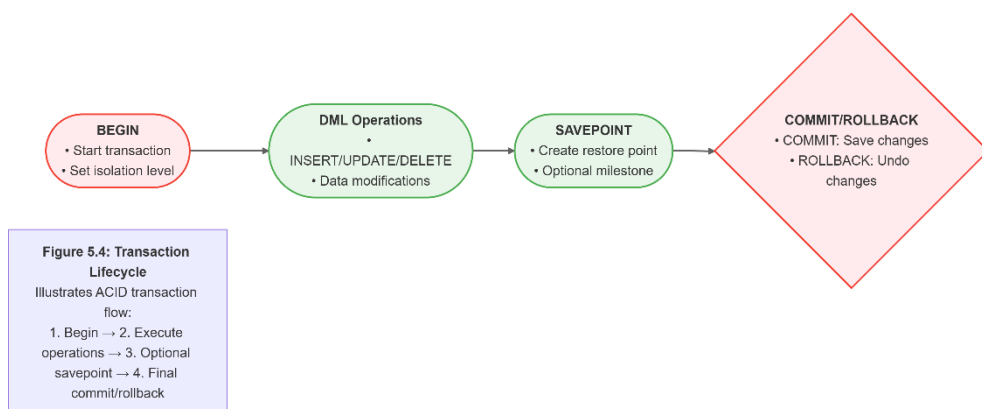 BEGIN
• Start transaction
• Set isolation level
DML Operations
•
INSERT/UPDATE/DELETE
• Data modifications
SAVEPOINT
• Create restore point
• Optional milestone
COMMIT/ROLLBACK
• COMMIT: Save changes
• ROLLBACK: Undo
changes
Figure 5.4: Transaction
Lifecycle
Illustrates ACID transaction
flow:
1. Begin → 2. Execute
operations → 3. Optional
savepoint → 4. Final
commit/rollback